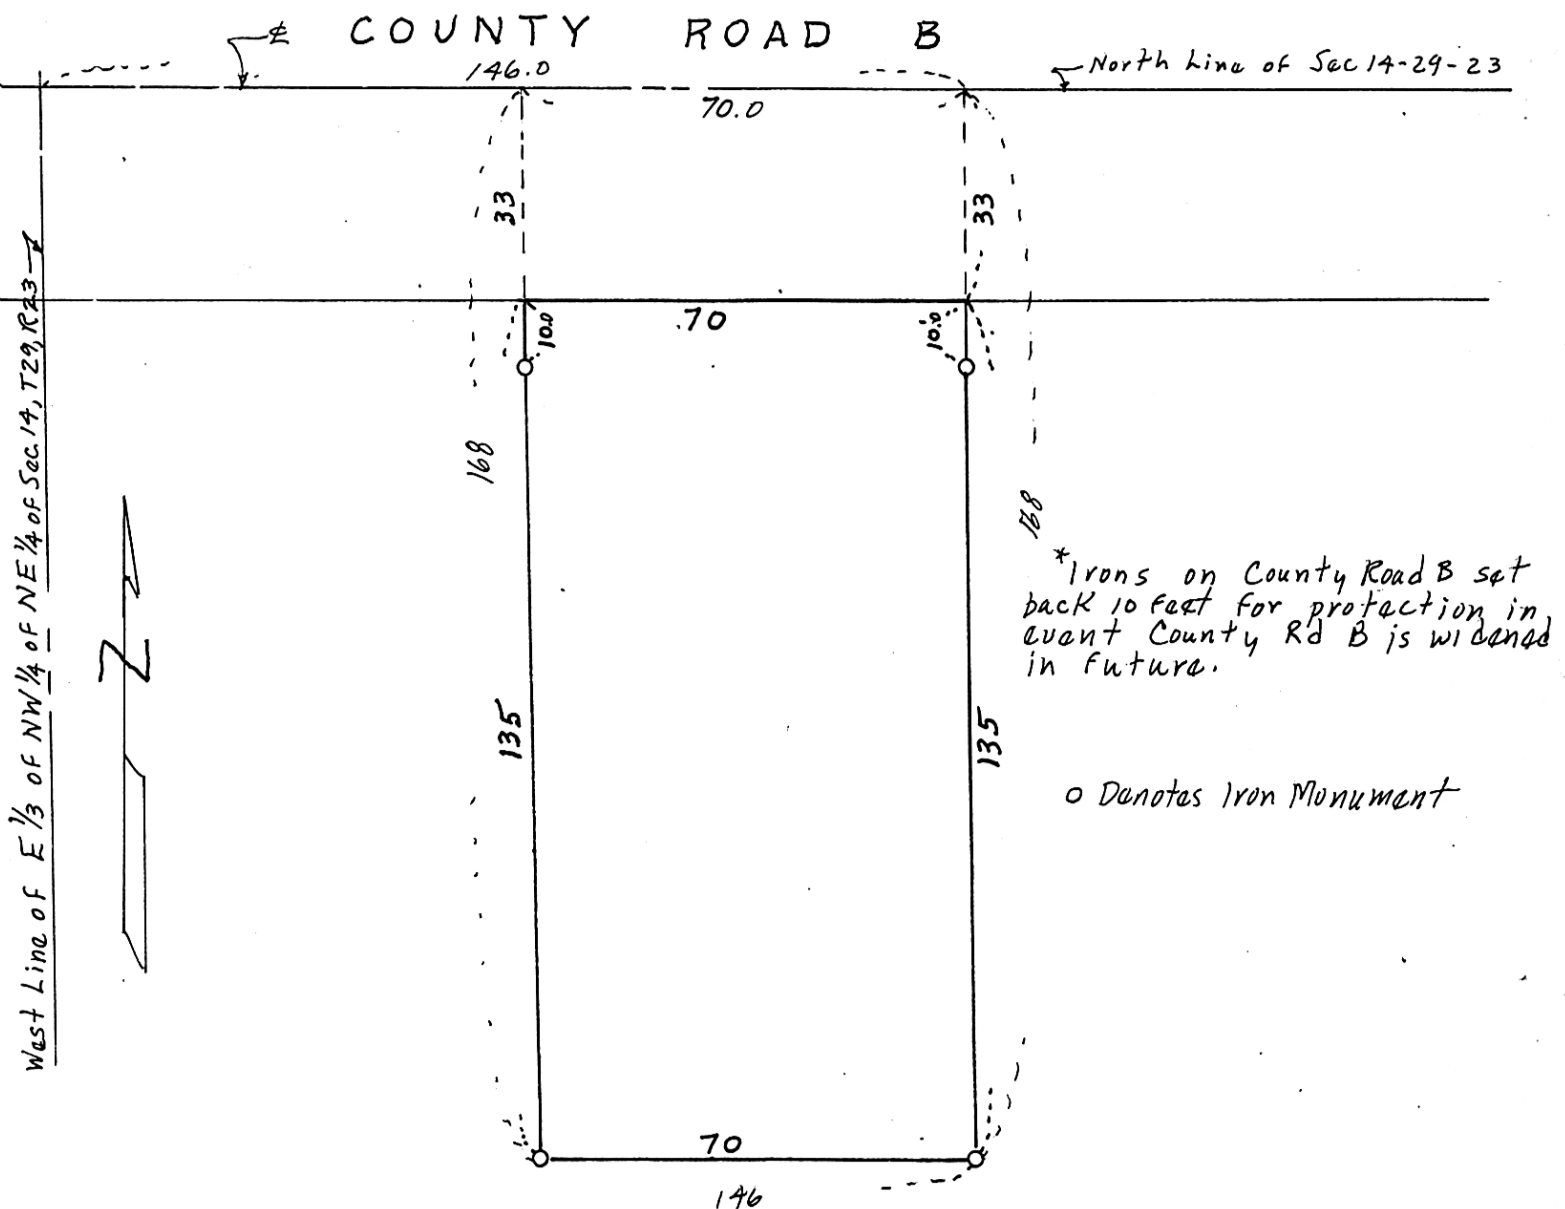 ℄ COUNTY ROAD B
146.0
North Line of Sec 14-29-23
70.0
33
33
70
10.0
10.0
168
168
West Line of E 1/3 of NW 1/4 of NE 1/4 of Sec. 14, T29, R23
N
*Irons on County Road B set
back 10 feet for protection in
event County Rd B is widened
in future.
135
135
o Denotes Iron Monument
70
146